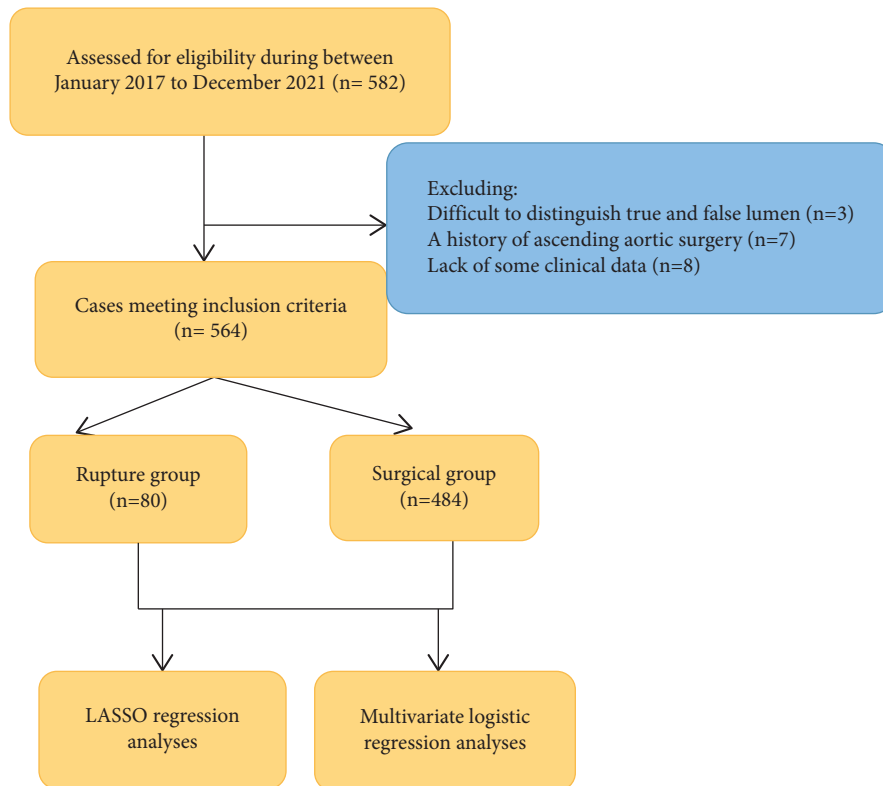 Assessed for eligibility during between
January 2017 to December 2021 (n= 582)
Excluding:
Difficult to distinguish true and false lumen (n=3)
A history of ascending aortic surgery (n=7)
Lack of some clinical data (n=8)
Cases meeting inclusion criteria
(n= 564)
Rupture group
(n=80)
Surgical group
(n=484)
LASSO regression
analyses
Multivariate logistic
regression analyses